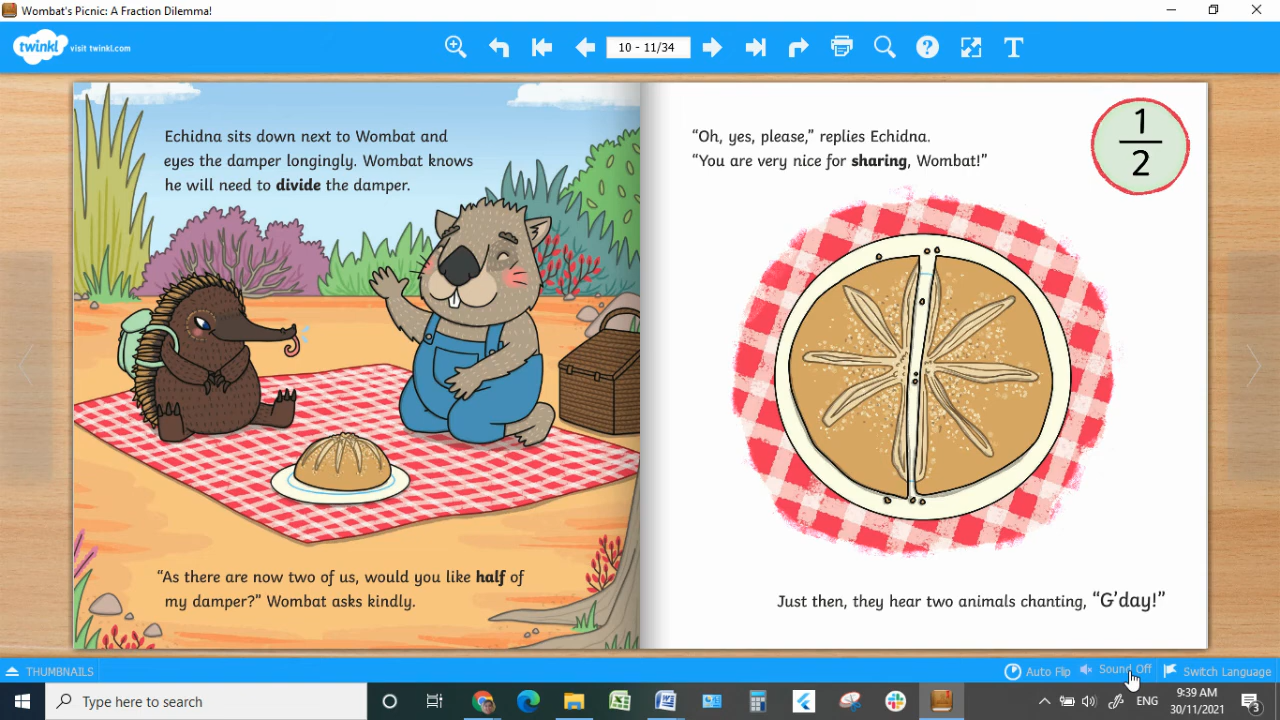 Wombat's Picnic: A Fraction Dilemma!
twinkl visit twinkl.com
10 - 11/34
T
Echidna sits down next to Wombat and
eyes the damper longingly. Wombat knows
he will need to divide the damper.
“As there are now two of us, would you like half of
my damper?” Wombat asks kindly.
“Oh, yes, please,” replies Echidna.
“You are very nice for sharing, Wombat!”
1
2
Just then, they hear two animals chanting, “G’day!”
THUMBNAILS
Auto Flip
Sound Off
Switch Language
Type here to search
ENG
9:39 AM
30/11/2021
3